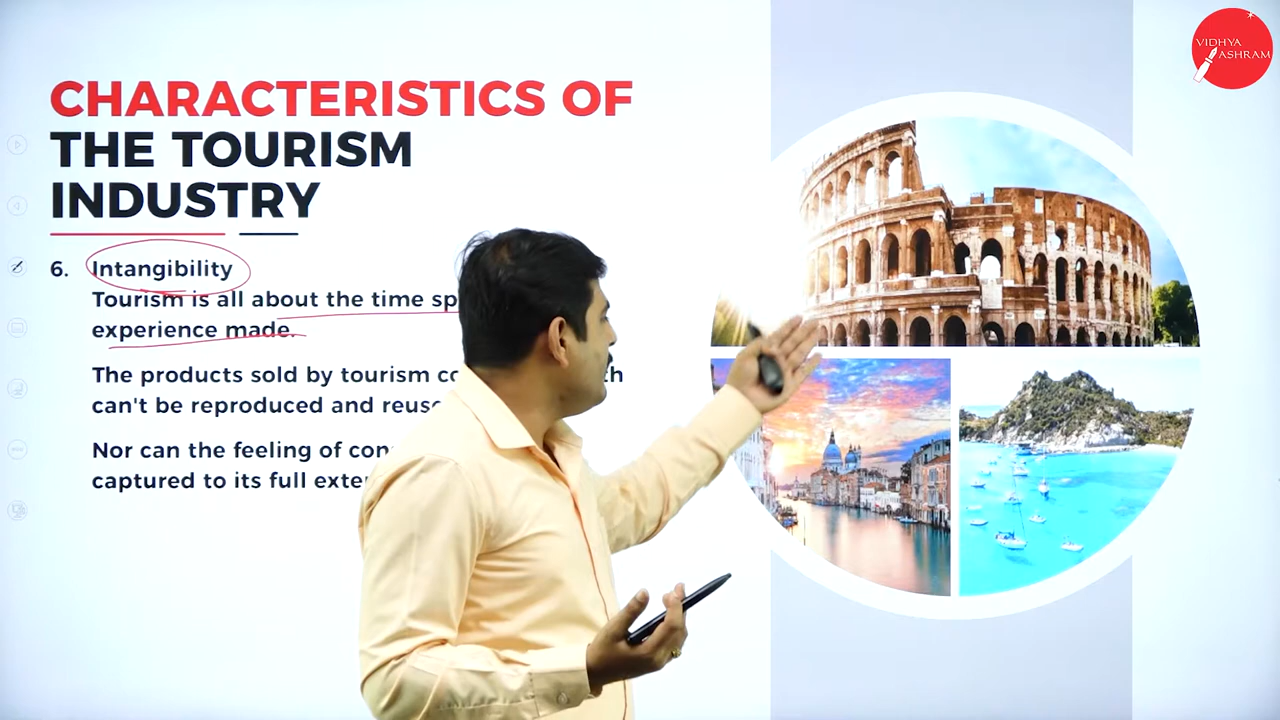 VIDHYA
ASHRAM
CHARACTERISTICS OF
THE TOURISM
INDUSTRY
6. Intangibility
Tourism is all about the time
experience made.
The products sold by tourism
can't be reproduced and
Nor can the feeling of
captured to its full